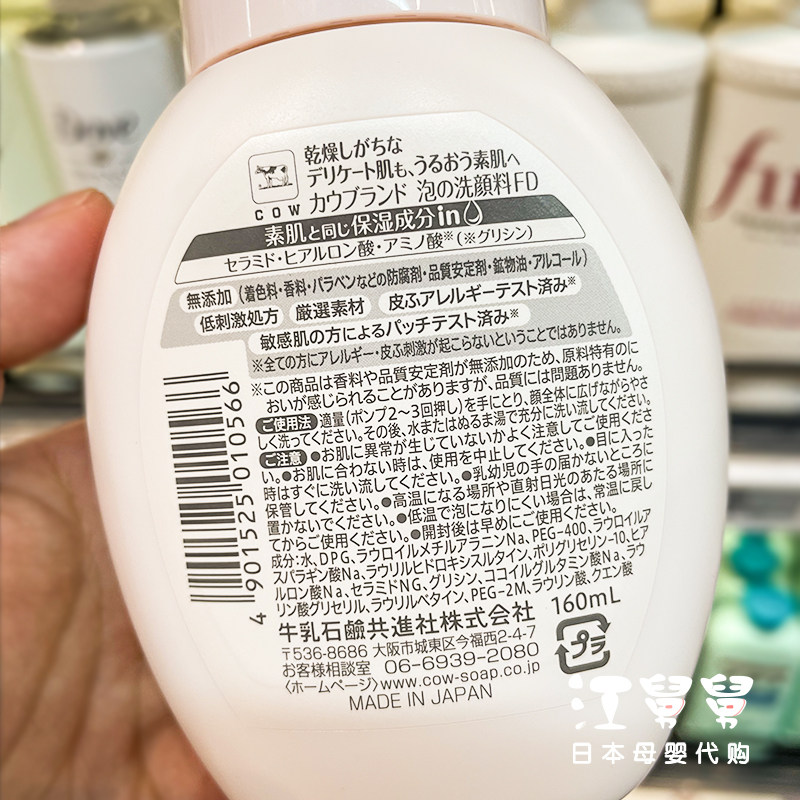 乾燥しがちな
デリケート肌も、うるおう素肌へ
COW カウブランド 泡の洗顔料FD
素肌と同じ保湿成分in
セラミド・ヒアルロン酸・アミノ酸※(※グリシン)
無添加(着色料・香料・パラベンなどの防腐剤・品質安定剤・鉱物油・アルコール)
低刺激処方 厳選素材 皮ふアレルギーテスト済み※
敏感肌の方によるパッチテスト済み※
※全ての方にアレルギー・皮ふ刺激が起こらないということではありません。
※この商品は香料や品質安定剤が無添加のため、原料特有のに
おいが感じられることがありますが、品質には問題ありません。
ご使用法 適量(ポンプ2〜3回押し)を手にとり、顔全体に広げながらやさ
しく洗ってください。その後、水またはぬるま湯で充分に洗い流してください。
ご注意 ●お肌に異常が生じていないかよく注意してご使用くださ
い。●お肌に合わない時は、使用を中止してください。●目に入った
時はすぐに洗い流してください。●乳幼児の手の届かないところに
保管してください。●高温になる場所や直射日光のあたる場所に
置かないでください。●低温で泡になりにくい場合は、常温に戻し
てからご使用ください。●開封後は早めにご使用ください。
成分:水、DPG、ラウロイルメチルアラニンNa、PEG-400、ラウロイルア
スパラギン酸Na、ラウリルヒドロキシスルタイン、ポリグリセリン-10、ヒア
ルロン酸Na、セラミドNG、グリシン、ココイルグルタミン酸Na、ラウ
リン酸グリセリル、ラウリルベタイン、PEG-2M、ラウリン酸、クエン酸
4 901525 010566
160mL
牛乳石鹼共進社株式会社
〒536-8686 大阪市城東区今福西2-4-7
お客様相談室 06-6939-2080
〈ホームページ〉www.cow-soap.co.jp
MADE IN JAPAN
プラ
Dove
江舅舅
日本母婴代购